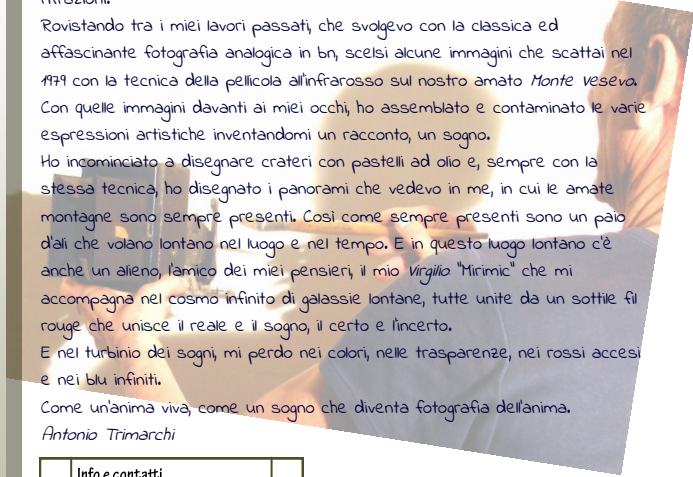 Rovistando tra i miei lavori passati, che svolgevo con la classica ed
affascinante fotografia analogica in bn, scelsi alcune immagini che scattai nel
1979 con la tecnica della pellicola all'infrarosso sul nostro amato Monte Vesevo.
Con quelle immagini davanti ai miei occhi, ho assemblato e contaminato le varie
espressioni artistiche inventandomi un racconto, un sogno.
Ho incominciato a disegnare crateri con pastelli ad olio e, sempre con la
stessa tecnica, ho disegnato i panorami che vedevo in me, in cui le amate
montagne sono sempre presenti. Così come sempre presenti sono un paio
d'ali che volano lontano nel luogo e nel tempo. E in questo luogo lontano c'è
anche un alieno, l'amico dei miei pensieri, il mio Virgilio "Mirimic" che mi
accompagna nel cosmo infinito di galassie lontane, tutte unite da un sottile fil
rouge che unisce il reale e il sogno, il certo e l'incerto.
E nel turbinio dei sogni, mi perdo nei colori, nelle trasparenze, nei rossi accesi
e nei blu infiniti.
Come un'anima viva, come un sogno che diventa fotografia dell'anima.
Antonio Trimarchi
Info e contatti